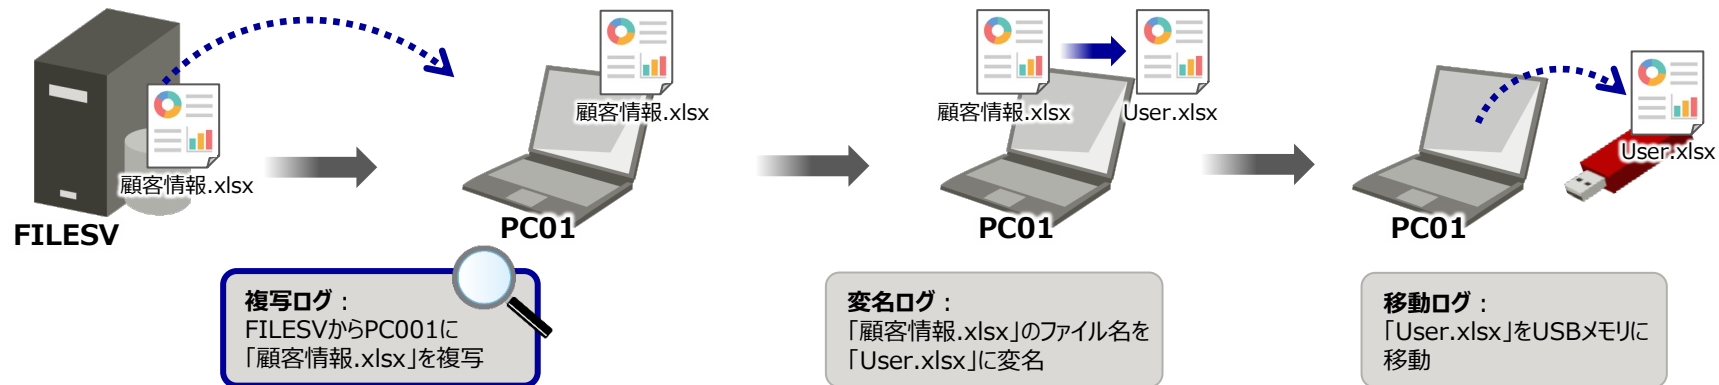 顧客情報.xlsx
FILESV
顧客情報.xlsx
PC01
顧客情報.xlsx
User.xlsx
PC01
User.xlsx
PC01
複写ログ：
FILESVからPC001に
「顧客情報.xlsx」を複写
変名ログ：
「顧客情報.xlsx」のファイル名を
「User.xlsx」に変名
移動ログ：
「User.xlsx」をUSBメモリに
移動